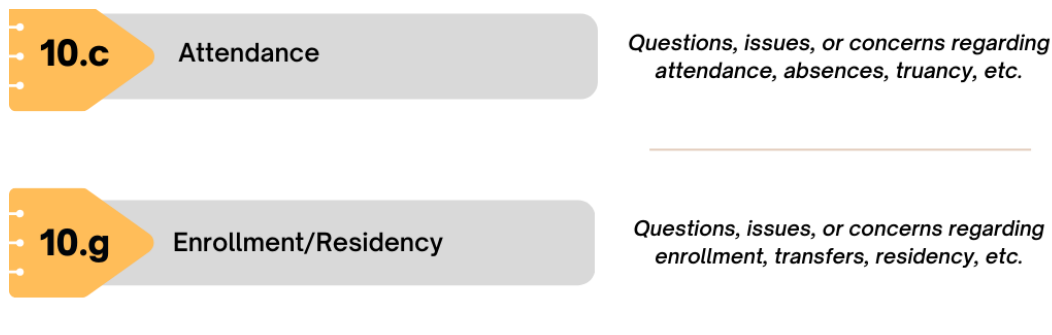 10.c
Attendance
Questions, issues, or concerns regarding
attendance, absences, truancy, etc.
10.g
Enrollment/Residency
Questions, issues, or concerns regarding
enrollment, transfers, residency, etc.